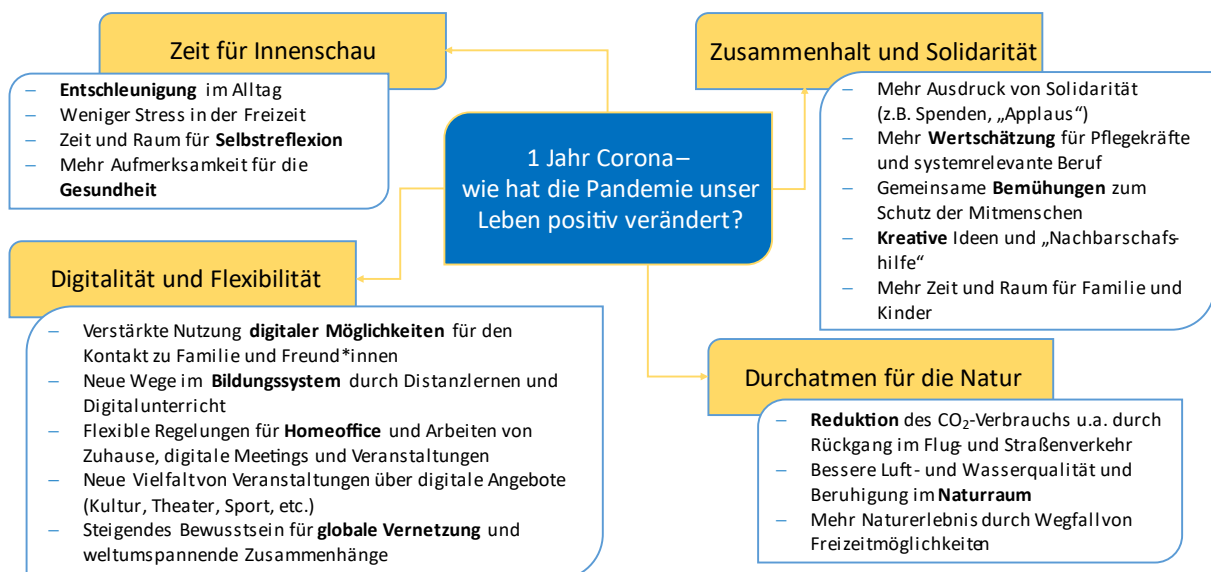 Zeit für Innenschau
– Entschleunigung im Alltag
Weniger Stress in der Freizeit
– Zeit und Raum für Selbstreflexion
– Mehr Aufmerksamkeit für die
Gesundheit
Zusammenhalt und Solidarität
– Mehr Ausdruck von Solidarität
(z.B. Spenden, „Applaus“)
– Mehr Wertschätzung für Pflegekräfte
und systemrelevante Beruf
– Gemeinsame Bemühungen zum
Schutz der Mitmenschen
– Kreative Ideen und „Nachbarschafs-
hilfe“
– Mehr Zeit und Raum für Familie und
Kinder
1 Jahr Corona–
wie hat die Pandemie unser
Leben positiv verändert?
Digitalität und Flexibilität
– Verstärkte Nutzung digitaler Möglichkeiten für den
Kontakt zu Familie und Freund*innen
– Neue Wege im Bildungssystem durch Distanzlernen und
Digitalunterricht
– Flexible Regelungen für Homeoffice und Arbeiten von
Zuhause, digitale Meetings und Veranstaltungen
– Neue Vielfalt von Veranstaltungen über digitale Angebote
(Kultur, Theater, Sport, etc.)
– Steigendes Bewusstsein für globale Vernetzung und
weltumspannende Zusammenhänge
Durchatmen für die Natur
– Reduktion des CO₂-Verbrauchs u.a. durch
Rückgang im Flug- und Straßenverkehr
– Bessere Luft- und Wasserqualität und
Beruhigung im Naturraum
– Mehr Naturerlebnis durch Wegfall von
Freizeitmöglichkeiten